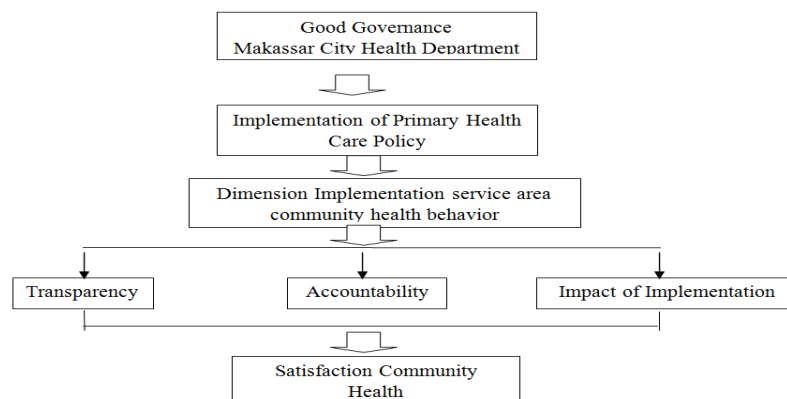 Good Governance
Makassar City Health Department
Implementation of Primary Health
Care Policy
Dimension Implementation service area
community health behavior
Transparency
Accountability
Impact of Implementation
Satisfaction Community
Health